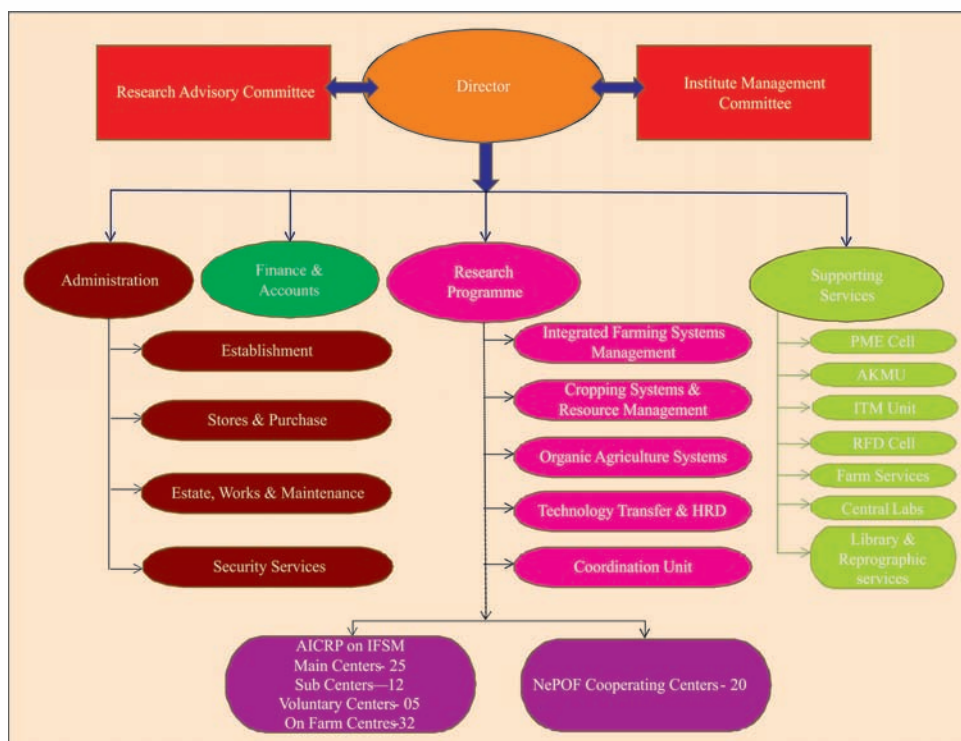 Research Advisory Committee
Director
Institute Management
Committee
Administration
Finance &
Accounts
Research
Programme
Supporting
Services
Establishment
Stores & Purchase
Estate, Works & Maintenance
Security Services
Integrated Farming Systems
Management
Cropping Systems &
Resource Management
Organic Agriculture Systems
Technology Transfer & HRD
Coordination Unit
PME Cell
AKMU
ITM Unit
RFD Cell
Farm Services
Central Labs
Library &
Reprographic
services
AICRP on IFSM
Main Centers- 25
Sub Centers—12
Voluntary Centers- 05
On Farm Centres-32
NePOF Cooperating Centers - 20